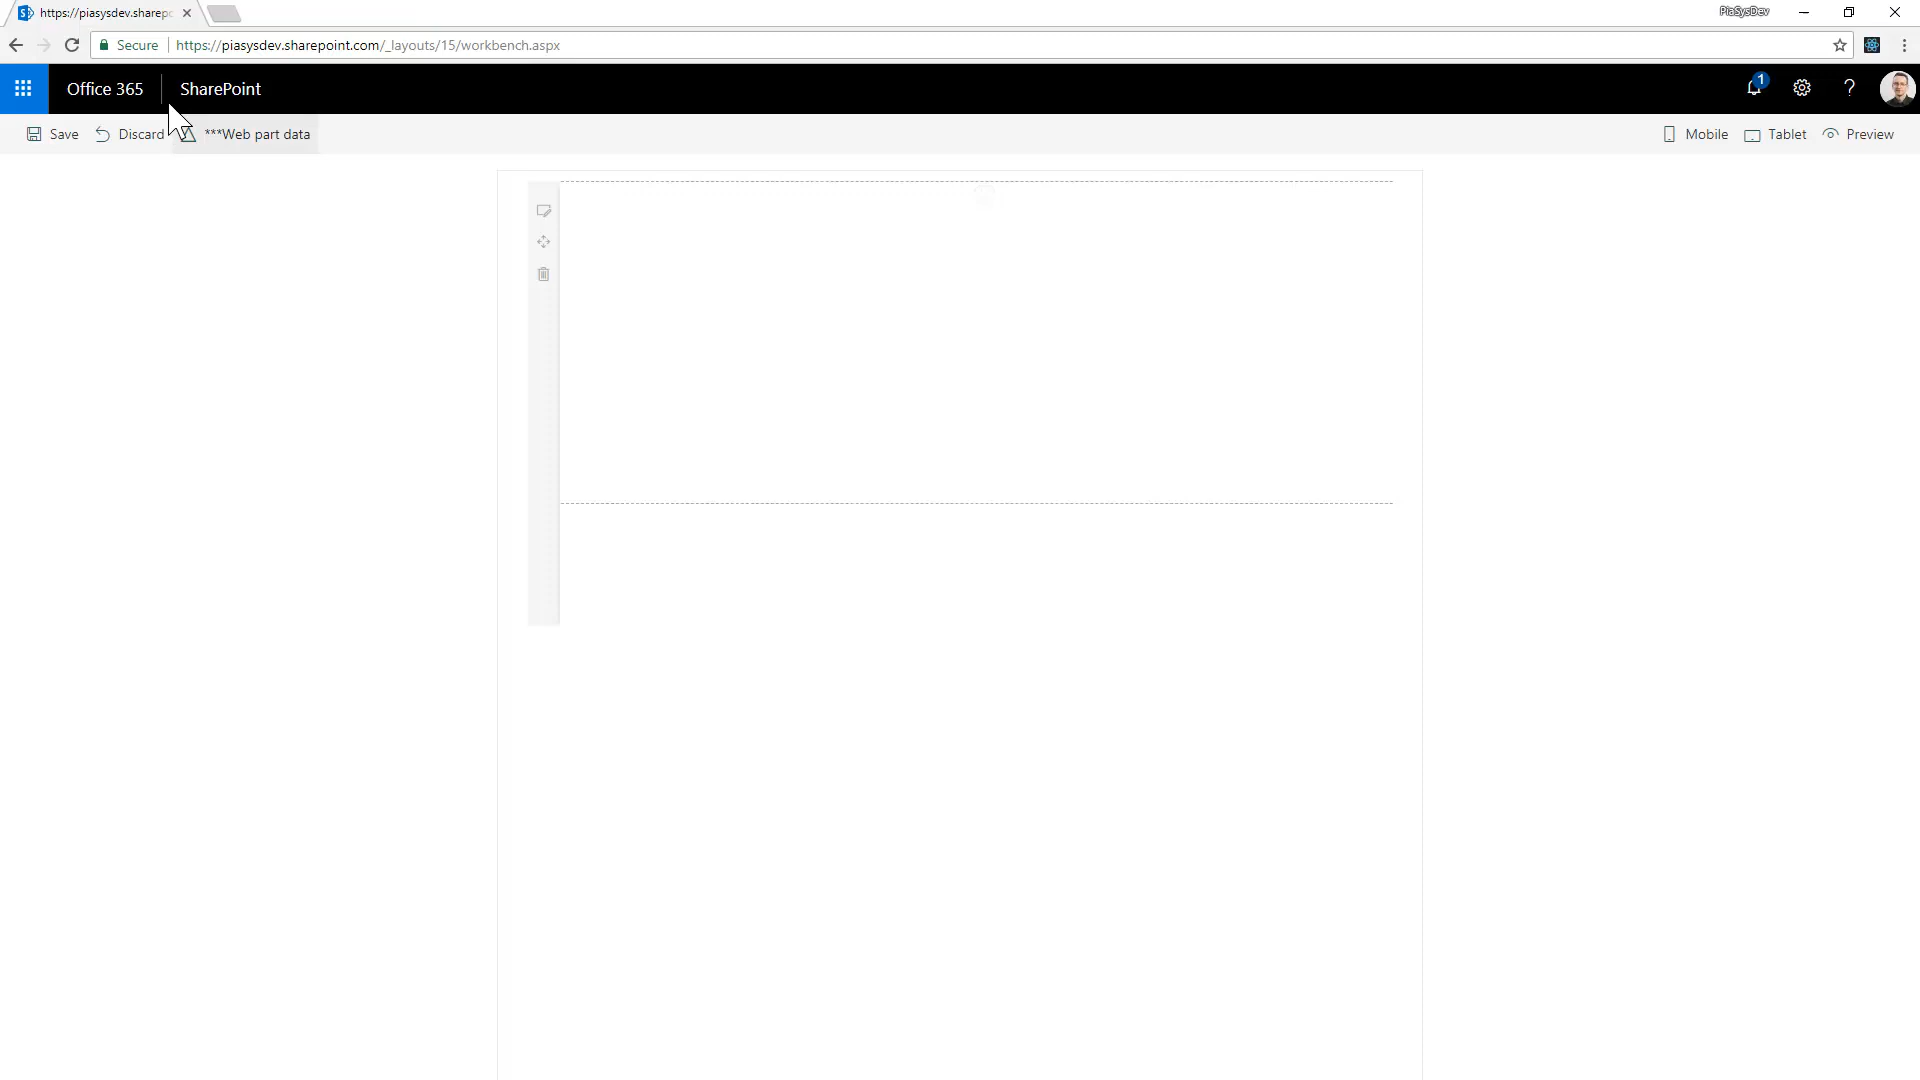 https://piasysdev.sharepo
PiaSysDev
Secure
https://piasysdev.sharepoint.com/_layouts/15/workbench.aspx
Office 365
SharePoint
1
?
Save
Discard
***Web part data
Mobile
Tablet
Preview